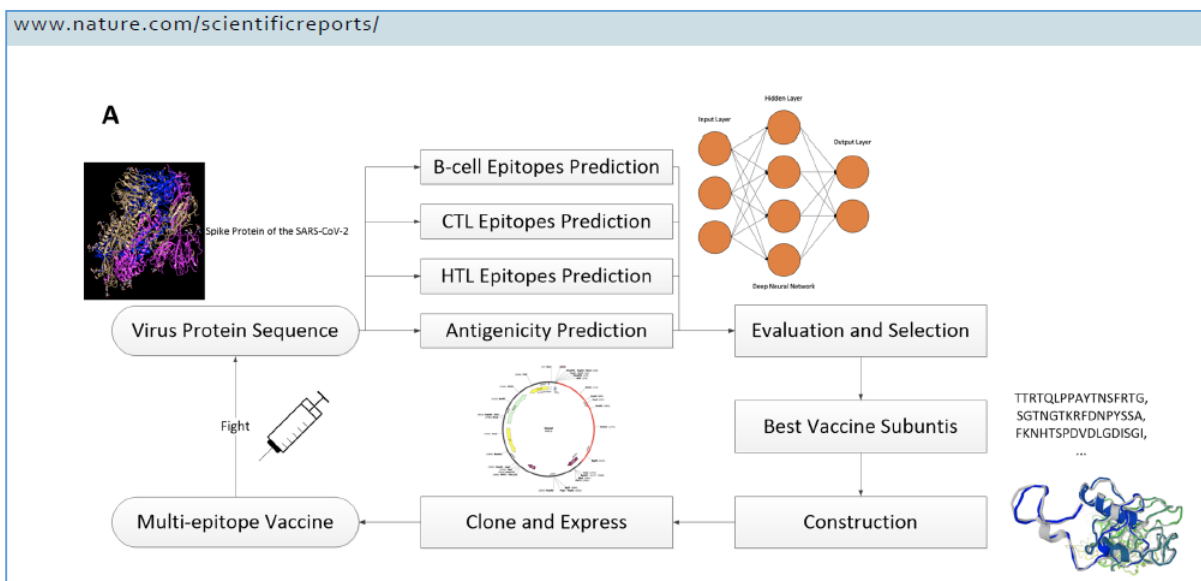 www.nature.com/scientificreports/
A
Hidden Layer
Input Layer
Output Layer
B-cell Epitopes Prediction
CTL Epitopes Prediction
Spike Protein of the SARS-CoV-2
HTL Epitopes Prediction
Deep Neural Network
Virus Protein Sequence
Antigenicity Prediction
Evaluation and Selection
Fight
Best Vaccine Subuntis
TTRTQLPPAYTNSFRTG,
SGTNGTKRFDNPYSSA,
FKNHTSPDVDLGDISGI,
...
Multi-epitope Vaccine
Clone and Express
Construction